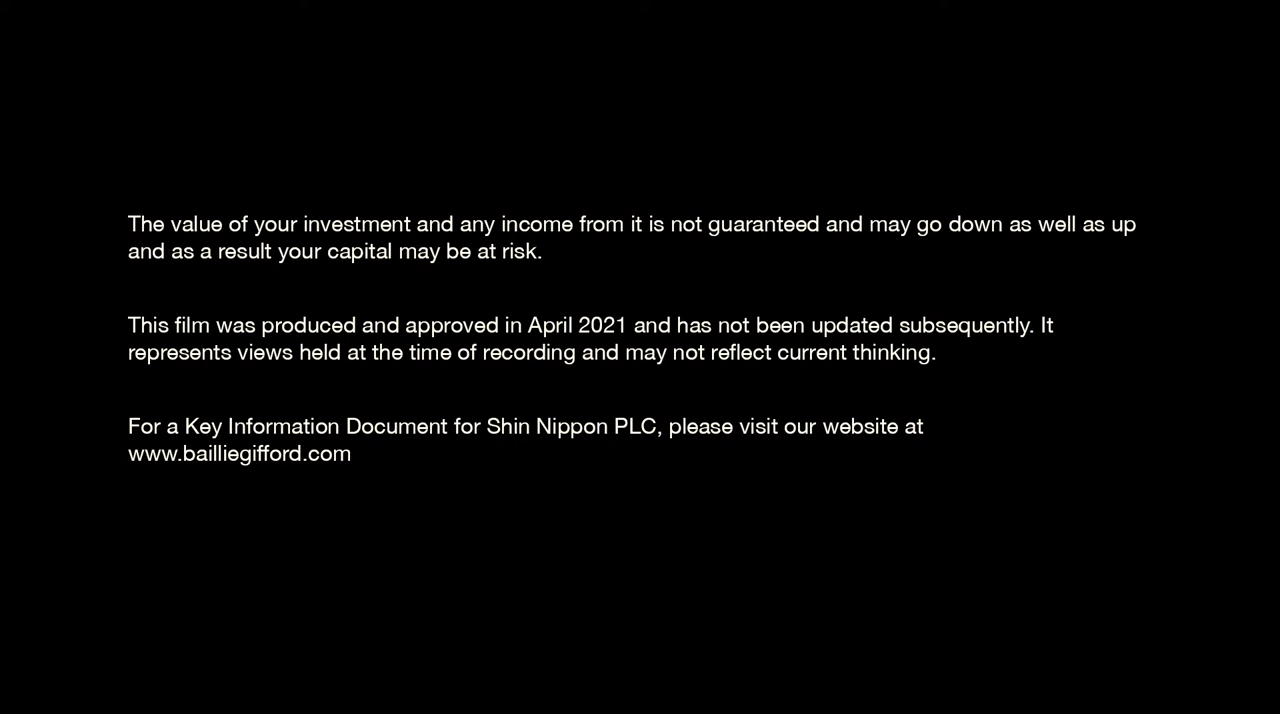 The value of your investment and any income from it is not guaranteed and may go down as well as up
and as a result your capital may be at risk.
This film was produced and approved in April 2021 and has not been updated subsequently. It
represents views held at the time of recording and may not reflect current thinking.
For a Key Information Document for Shin Nippon PLC, please visit our website at
www.bailliegifford.com